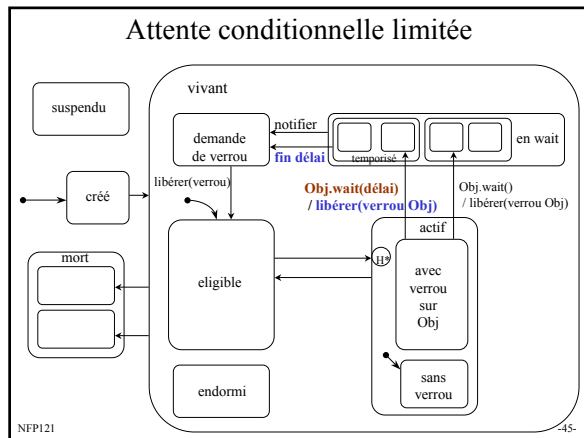 Attente conditionnelle limitée
vivant
suspendu
notifier
demande
de verrou
en wait
temporisé
fin délai
libérer(verrou)
Obj.wait(délai)
/ libérer(verrou Obj)
Obj.wait()
/ libérer(verrou Obj)
créé
actif
mort
eligible
H*
avec
verrou
sur
Obj
sans
verrou
endormi
NFP121
-45-